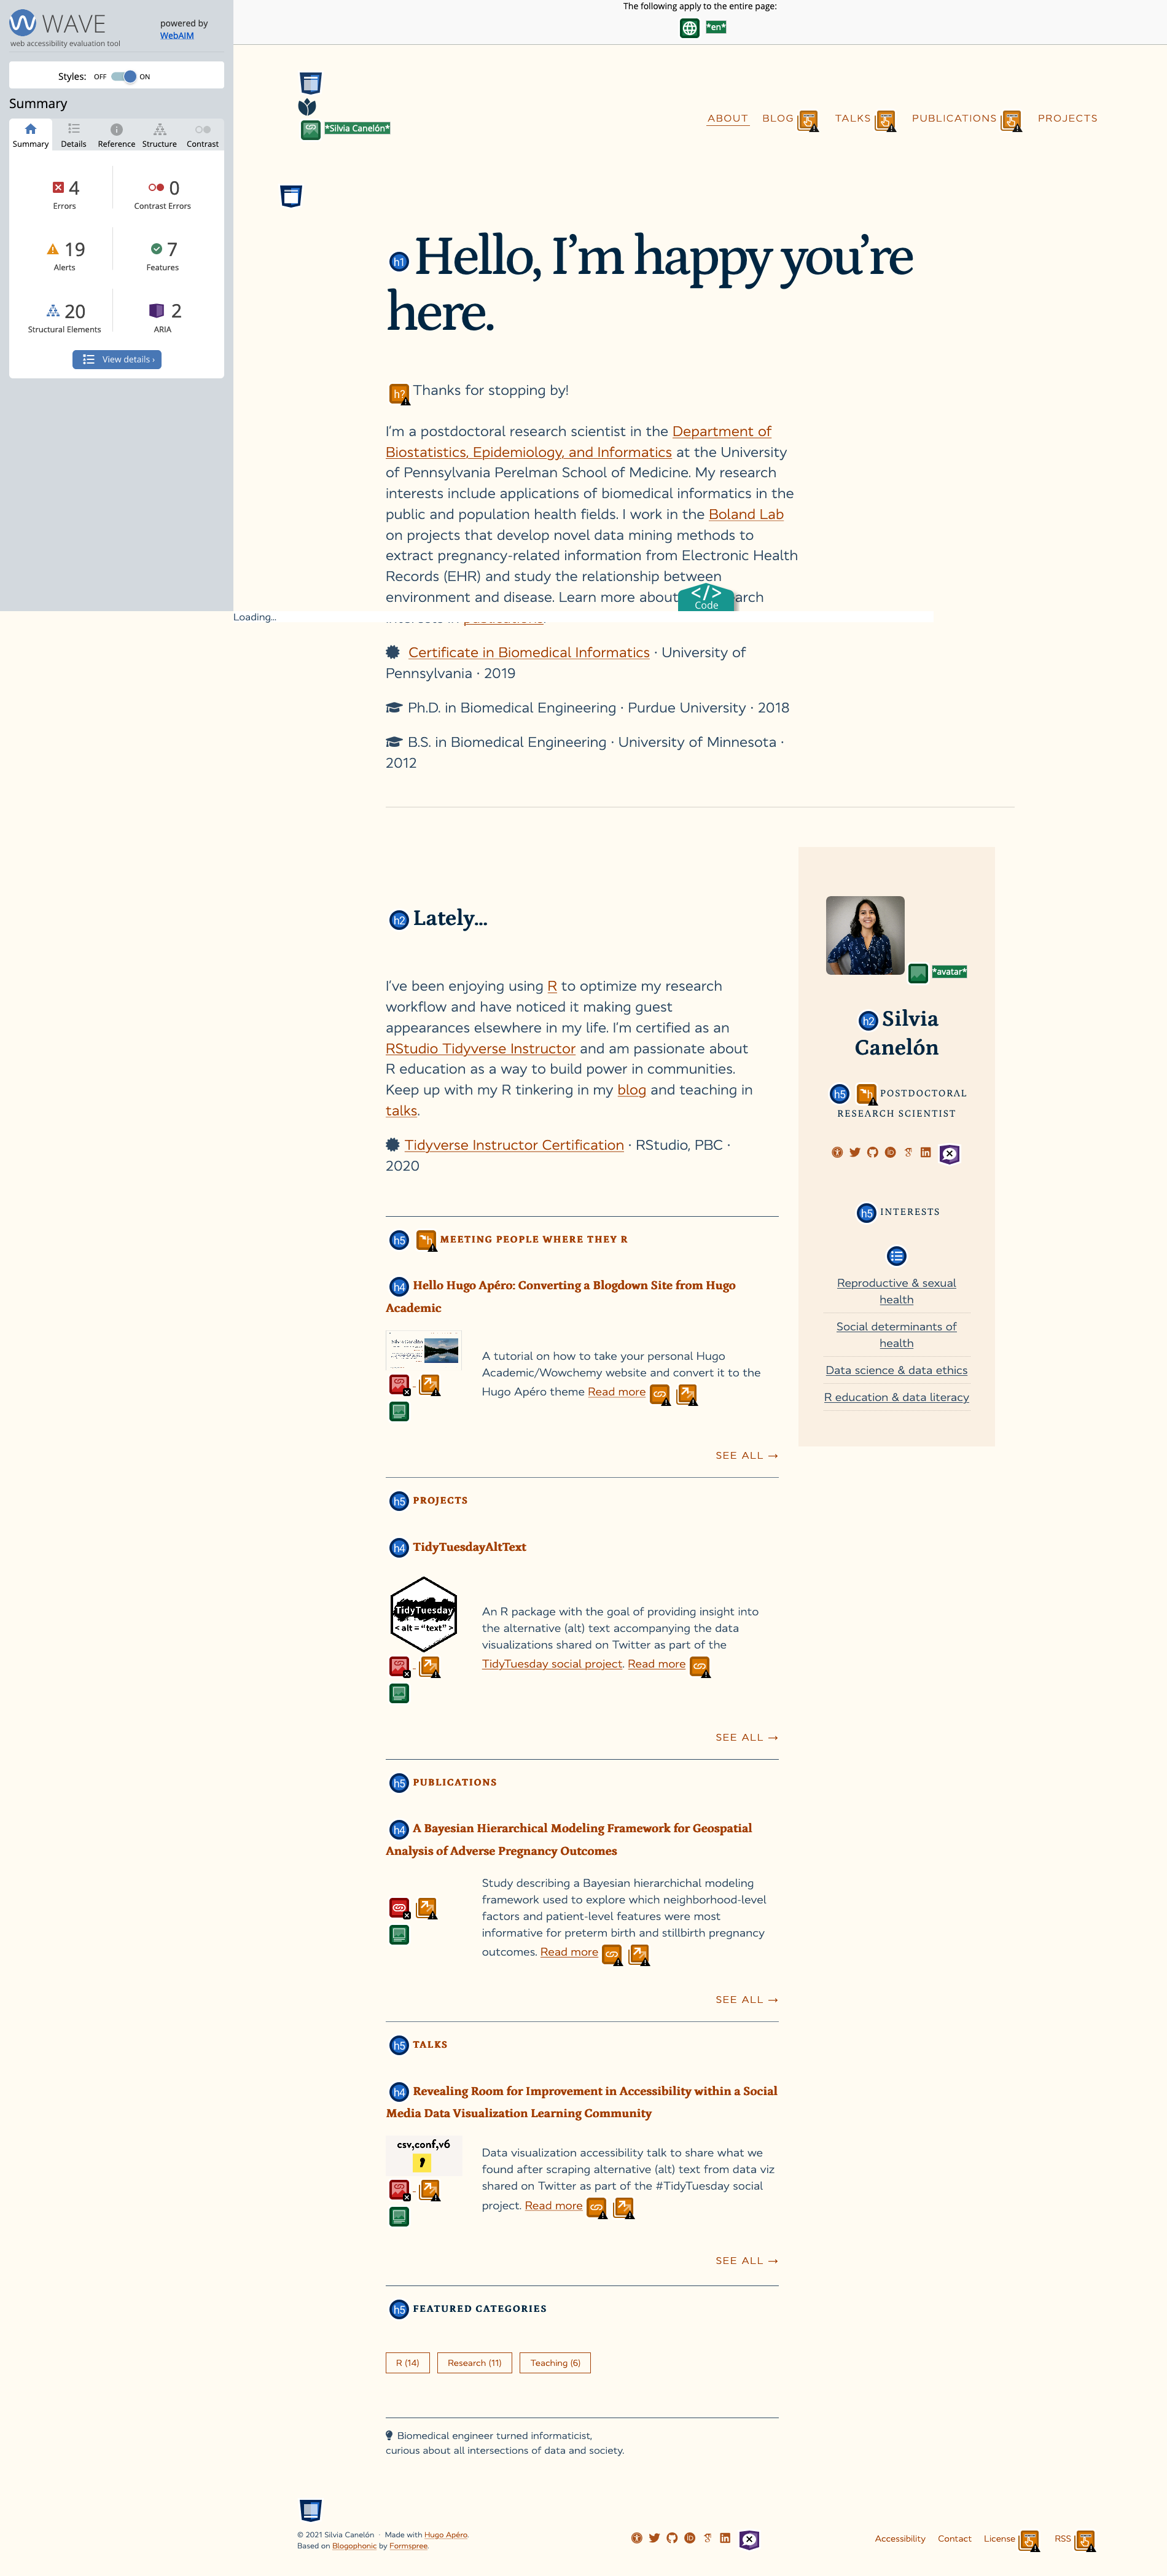 WAVE
web accessibility evaluation tool
powered by
WebAIM
Styles: OFF ON
Summary
Summary Details Reference Structure Contrast
4
Errors
0
Contrast Errors
19
Alerts
7
Features
20
Structural Elements
2
ARIA
View details ›
The following apply to the entire page:
*en*
*Silvia Canelón*
ABOUT BLOG TALKS PUBLICATIONS PROJECTS
h1 Hello, I’m happy you’re
here.
h? Thanks for stopping by!
I’m a postdoctoral research scientist in the Department of
Biostatistics, Epidemiology, and Informatics at the University
of Pennsylvania Perelman School of Medicine. My research
interests include applications of biomedical informatics in the
public and population health fields. I work in the Boland Lab
on projects that develop novel data mining methods to
extract pregnancy-related information from Electronic Health
Records (EHR) and study the relationship between
environment and disease. Learn more about
</> Code
Loading...
Certificate in Biomedical Informatics · University of
Pennsylvania · 2019
Ph.D. in Biomedical Engineering · Purdue University · 2018
B.S. in Biomedical Engineering · University of Minnesota ·
2012
h2 Lately...
I’ve been enjoying using R to optimize my research
workflow and have noticed it making guest
appearances elsewhere in my life. I’m certified as an
RStudio Tidyverse Instructor and am passionate about
R education as a way to build power in communities.
Keep up with my R tinkering in my blog and teaching in
talks.
Tidyverse Instructor Certification · RStudio, PBC ·
2020
*avatar*
h2 Silvia
Canelón
h5 h POSTDOCTORAL
RESEARCH SCIENTIST
h5 INTERESTS
Reproductive & sexual
health
Social determinants of
health
Data science & data ethics
R education & data literacy
h5 h MEETING PEOPLE WHERE THEY R
h4 Hello Hugo Apéro: Converting a Blogdown Site from Hugo
Academic
A tutorial on how to take your personal Hugo
Academic/Wowchemy website and convert it to the
Hugo Apéro theme Read more
SEE ALL →
h5 PROJECTS
h4 TidyTuesdayAltText
TidyTuesday
< alt = “text” >
An R package with the goal of providing insight into
the alternative (alt) text accompanying the data
visualizations shared on Twitter as part of the
TidyTuesday social project. Read more
SEE ALL →
h5 PUBLICATIONS
h4 A Bayesian Hierarchical Modeling Framework for Geospatial
Analysis of Adverse Pregnancy Outcomes
Study describing a Bayesian hierarchichal modeling
framework used to explore which neighborhood-level
factors and patient-level features were most
informative for preterm birth and stillbirth pregnancy
outcomes. Read more
SEE ALL →
h5 TALKS
h4 Revealing Room for Improvement in Accessibility within a Social
Media Data Visualization Learning Community
csv,conf,v6
Data visualization accessibility talk to share what we
found after scraping alternative (alt) text from data viz
shared on Twitter as part of the #TidyTuesday social
project. Read more
SEE ALL →
h5 FEATURED CATEGORIES
R (14) Research (11) Teaching (6)
Biomedical engineer turned informaticist,
curious about all intersections of data and society.
© 2021 Silvia Canelón · Made with Hugo Apéro.
Based on Blogophonic by Formspree.
Accessibility Contact License RSS